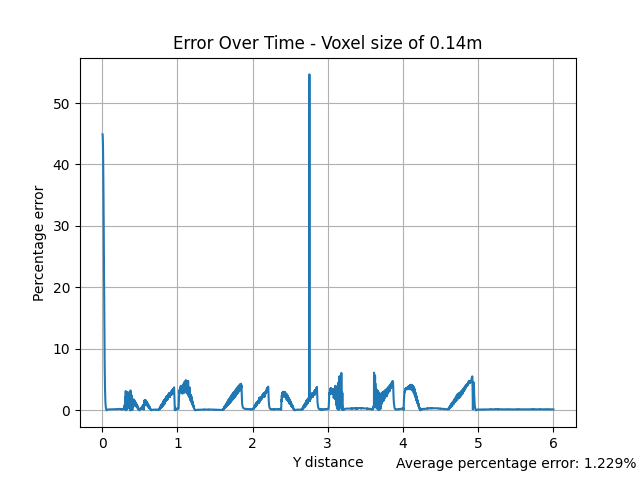 Error Over Time - Voxel size of 0.14m
50
40
30
20
10
0
Percentage error
0 1 2 3 4 5 6
Y distance
Average percentage error: 1.229%